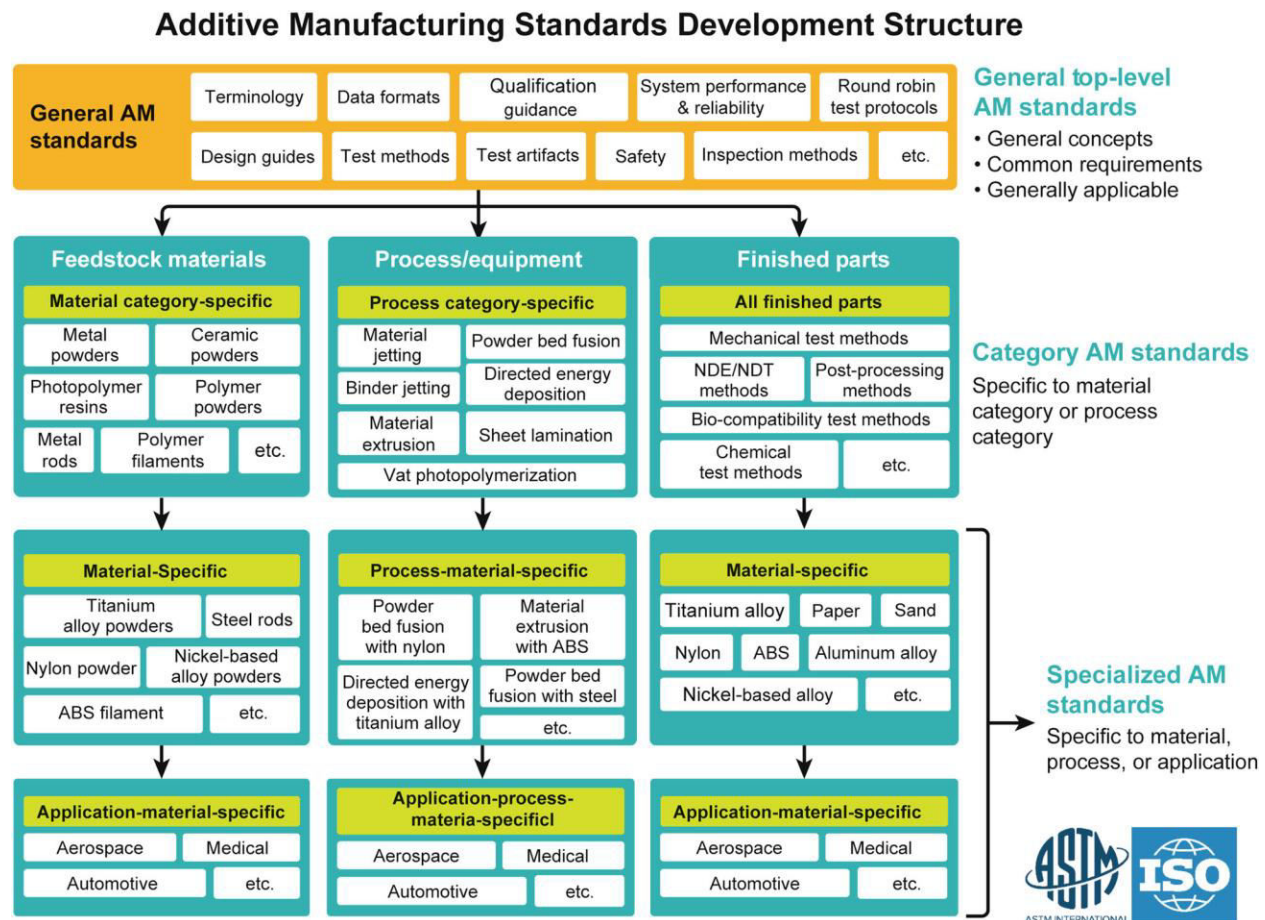 Additive Manufacturing Standards Development Structure
General AM
standards
Terminology
Data formats
Qualification
guidance
System performance
& reliability
Round robin
test protocols
Design guides
Test methods
Test artifacts
Safety
Inspection methods
etc.
General top-level
AM standards
• General concepts
• Common requirements
• Generally applicable
Feedstock materials
Material category-specific
Metal
powders
Ceramic
powders
Photopolymer
resins
Polymer
powders
Metal
rods
Polymer
filaments
etc.
Process/equipment
Process category-specific
Material
jetting
Powder bed fusion
Binder jetting
Directed energy
deposition
Material
extrusion
Sheet lamination
Vat photopolymerization
Finished parts
All finished parts
Mechanical test methods
NDE/NDT
methods
Post-processing
methods
Bio-compatibility test methods
Chemical
test methods
etc.
Category AM standards
Specific to material
category or process
category
Material-Specific
Titanium
alloy powders
Steel rods
Nylon powder
Nickel-based
alloy powders
ABS filament
etc.
Process-material-specific
Powder
bed fusion
with nylon
Material
extrusion
with ABS
Directed energy
deposition with
titanium alloy
Powder bed
fusion with steel
etc.
Material-specific
Titanium alloy
Paper
Sand
Nylon
ABS
Aluminum alloy
Nickel-based alloy
etc.
Specialized AM
standards
Specific to material,
process, or application
Application-material-specific
Aerospace
Medical
Automotive
etc.
Application-process-
materia-specificl
Aerospace
Medical
Automotive
etc.
Application-material-specific
Aerospace
Medical
Automotive
etc.
ASTM
ASTM INTERNATIONAL
ISO